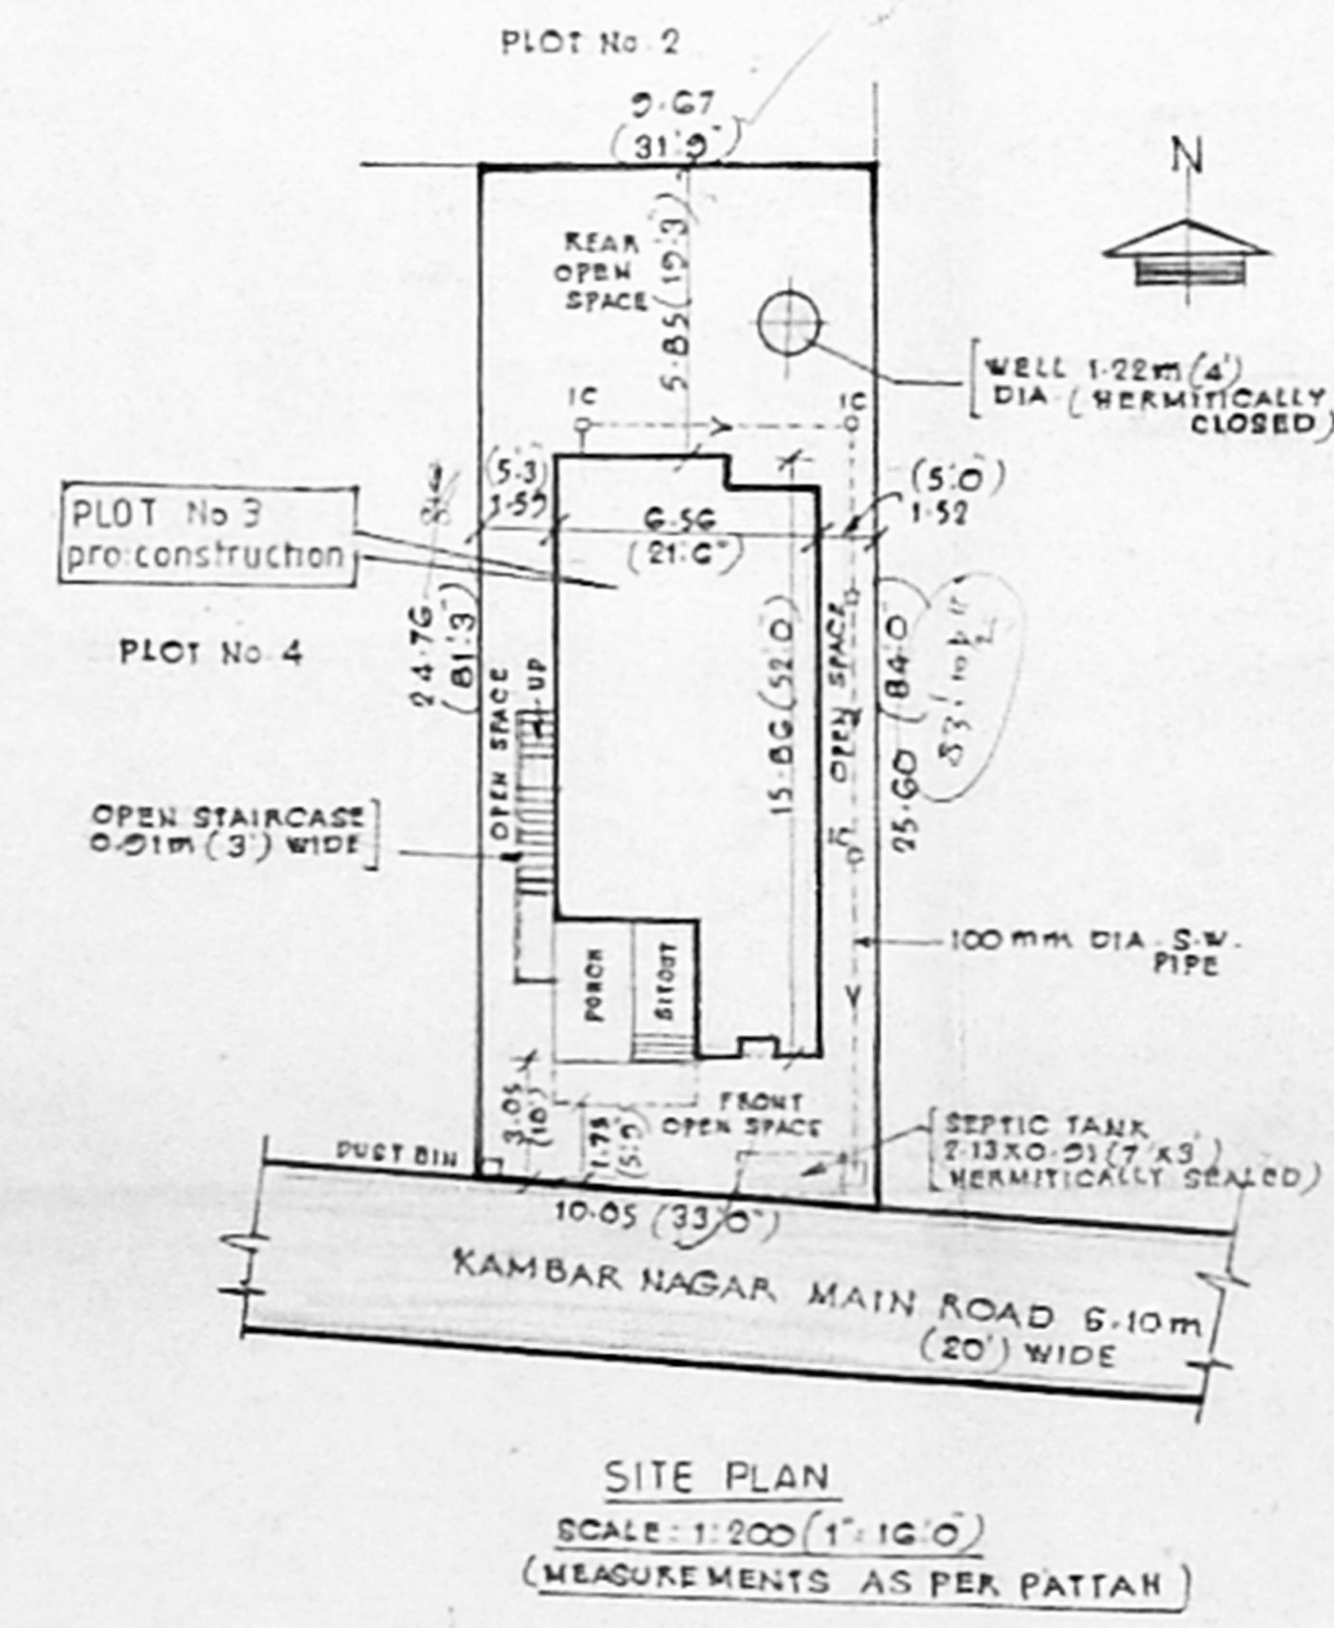 PLOT No 2
9.67
(31'9")
N
REAR
OPEN
SPACE
5.85 (19'3")
WELL 1.22m (4')
DIA (HERMITICALLY
CLOSED)
IC
IC
(5'3)
(5'0)
1.52
6.56
(21'6")
PLOT No 3
pro:construction
PLOT No 4
24.76
(81'3")
OPEN SPACE
UP
15.86 (52'0")
OPEN SPACE
25.60 (84'0")
OPEN STAIRCASE
0.91m (3') WIDE
PORCH
SITOUT
100mm DIA S.W.
PIPE
3.05
(10')
1.75
(5'9")
FRONT
OPEN SPACE
SEPTIC TANK
2.13X0.91 (7'X3')
HERMITICALLY SEALED)
DUST BIN
10.05 (33'0")
KAMBAR NAGAR MAIN ROAD 6.10m
(20') WIDE
SITE PLAN
SCALE: 1:200 (1"= 16'0")
(MEASUREMENTS AS PER PATTAH)